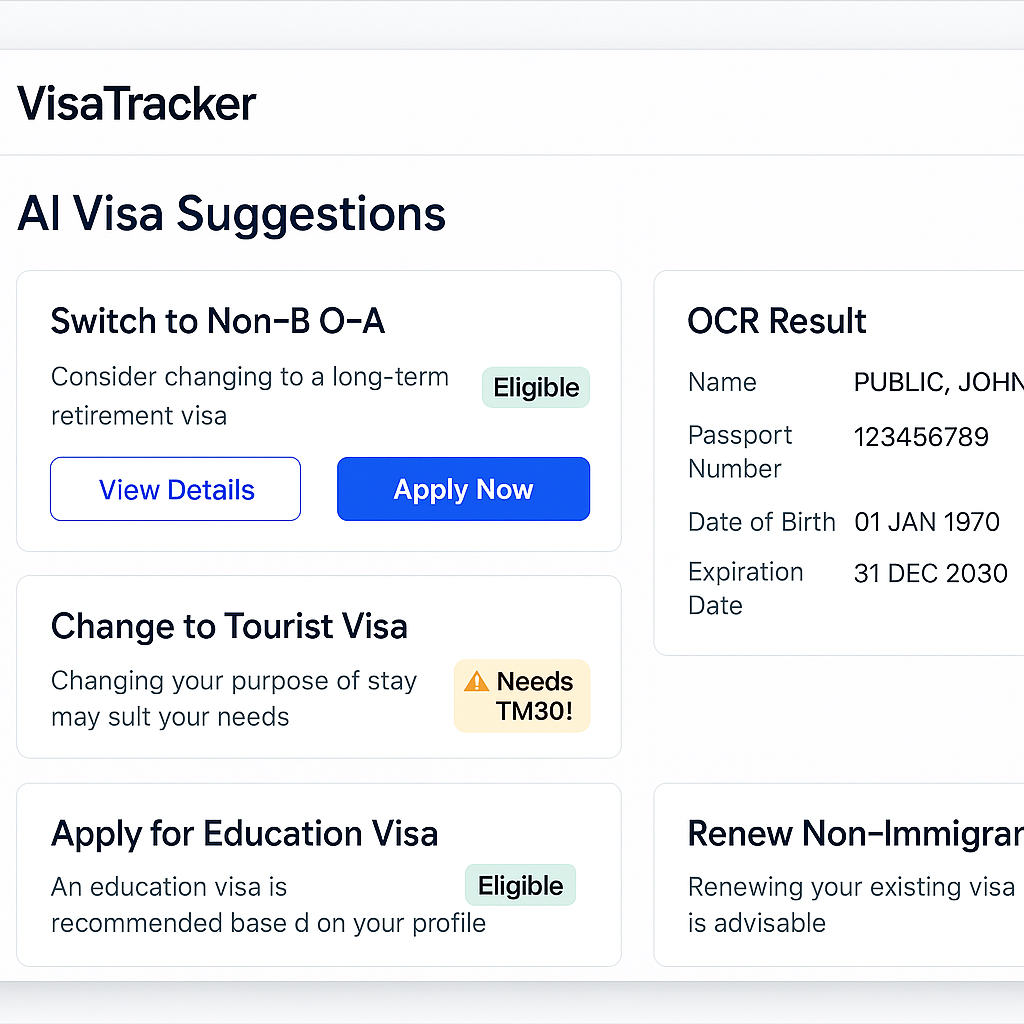 VisaTracker
AI Visa Suggestions
Switch to Non-B O-A
Consider changing to a long-term
retirement visa
Eligible
View Details
Apply Now
OCR Result
Name PUBLIC, JOHN
Passport
Number
123456789
Date of Birth 01 JAN 1970
Expiration
Date
31 DEC 2030
Change to Tourist Visa
Changing your purpose of stay
may sult your needs
Needs
TM30!
Apply for Education Visa
An education visa is
recommended base d on your profile
Eligible
Renew Non-Immigran
Renewing your existing visa
is advisable